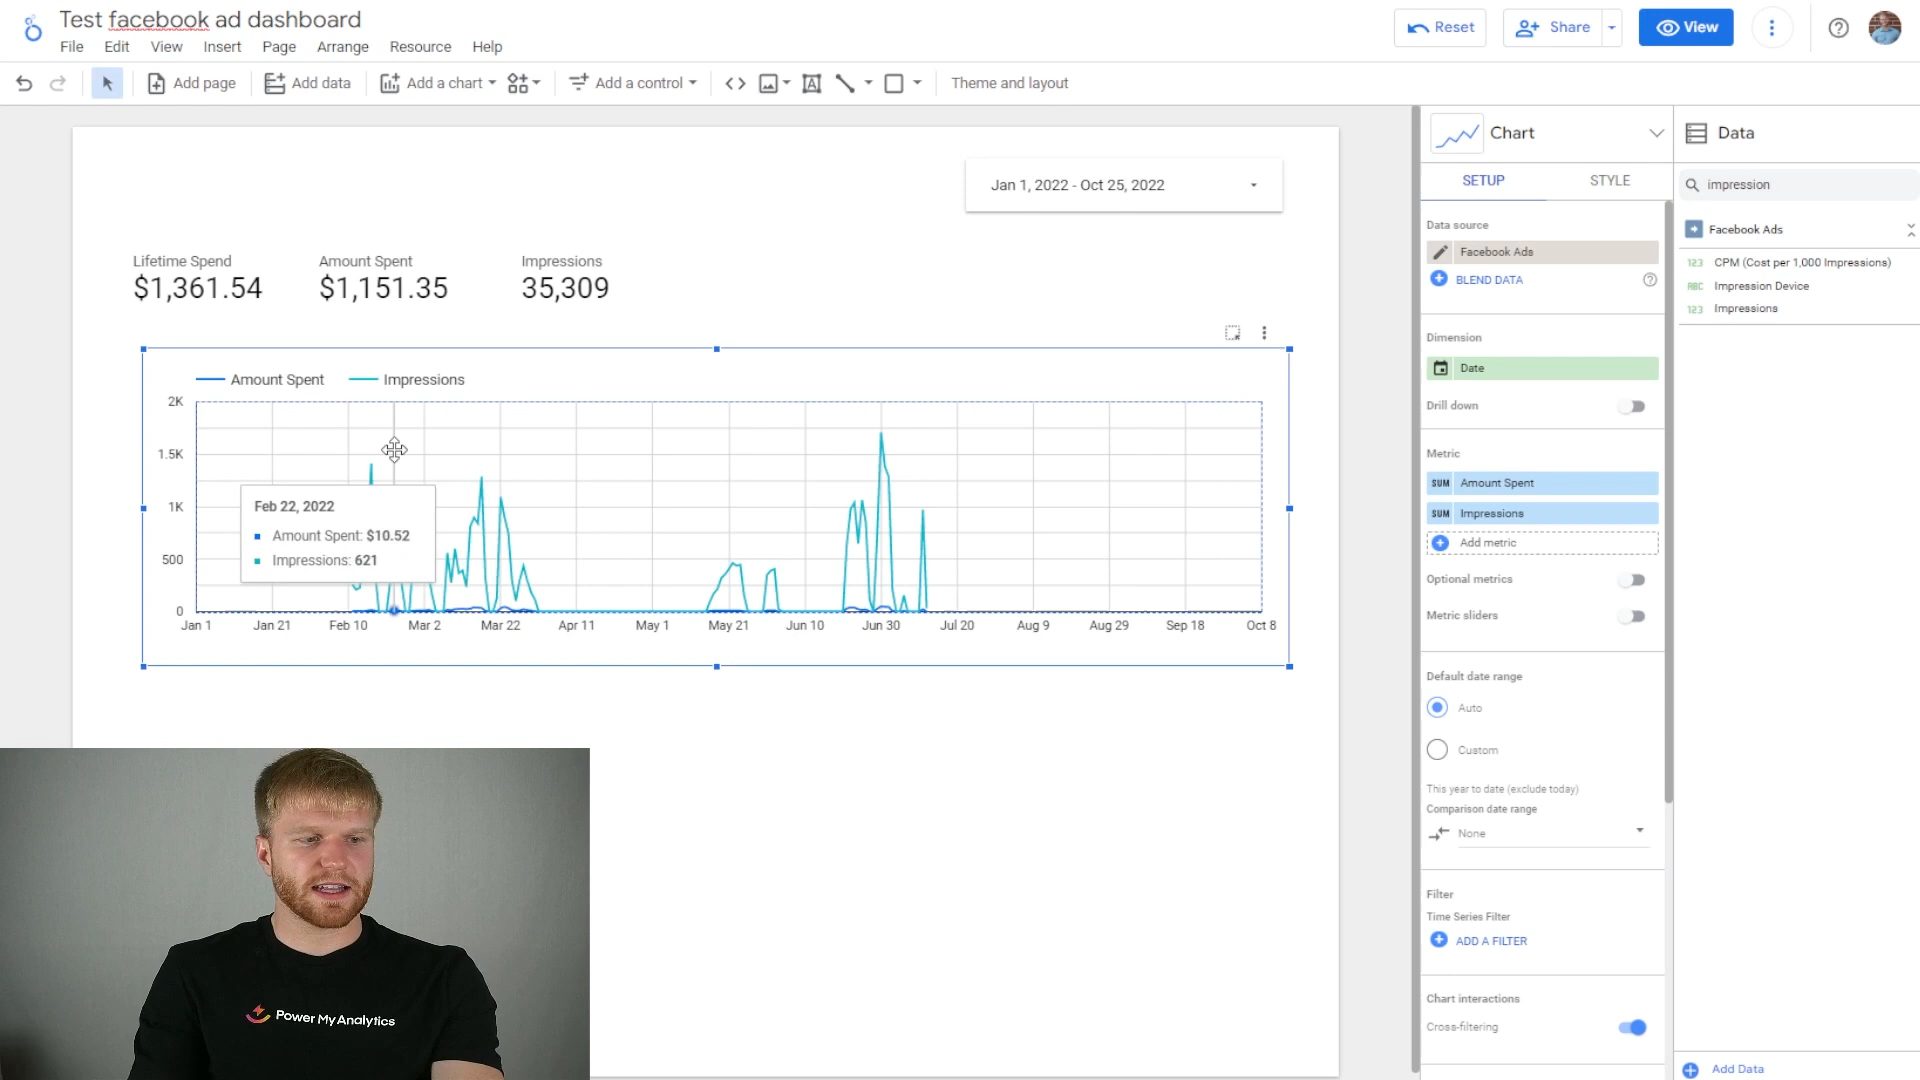 Test facebook ad dashboard
File Edit View Insert Page Arrange Resource Help
Reset Share View
Add page Add data Add a chart Add a control Theme and layout
Jan 1, 2022 - Oct 25, 2022
Lifetime Spend Amount Spent Impressions
$1,361.54 $1,151.35 35,309
Amount Spent Impressions
2K
1.5K
1K
500
0
Jan 1 Jan 21 Feb 10 Mar 2 Mar 22 Apr 11 May 1 May 21 Jun 10 Jun 30 Jul 20 Aug 9 Aug 29 Sep 18 Oct 8
Feb 22, 2022
Amount Spent: $10.52
Impressions: 621
Power My Analytics
Chart
SETUP STYLE
Data source
Facebook Ads
BLEND DATA
Dimension
Date
Drill down
Metric
SUM Amount Spent
SUM Impressions
Add metric
Optional metrics
Metric sliders
Default date range
Auto
Custom
This year to date (exclude today)
Comparison date range
None
Filter
Time Series Filter
ADD A FILTER
Chart interactions
Cross-filtering
Data
impression
Facebook Ads
123 CPM (Cost per 1,000 Impressions)
ABC Impression Device
123 Impressions
Add Data